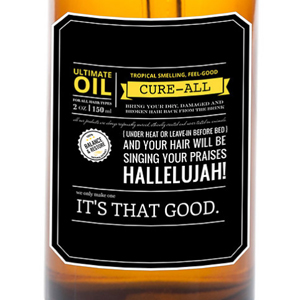 ULTIMATE
OIL
FOR ALL HAIR TYPES
2 oz | 150 ml
TROPICAL SMELLING, FEEL-GOOD
CURE-ALL
BRING YOUR DRY, DAMAGED AND
BROKEN HAIR BACK FROM THE BRINK
BALANCE
& RESTORE
{ UNDER HEAT OR LEAVE-IN BEFORE BED }
AND YOUR HAIR WILL BE
SINGING YOUR PRAISES
HALLELUJAH!
we only make one
IT'S THAT GOOD.